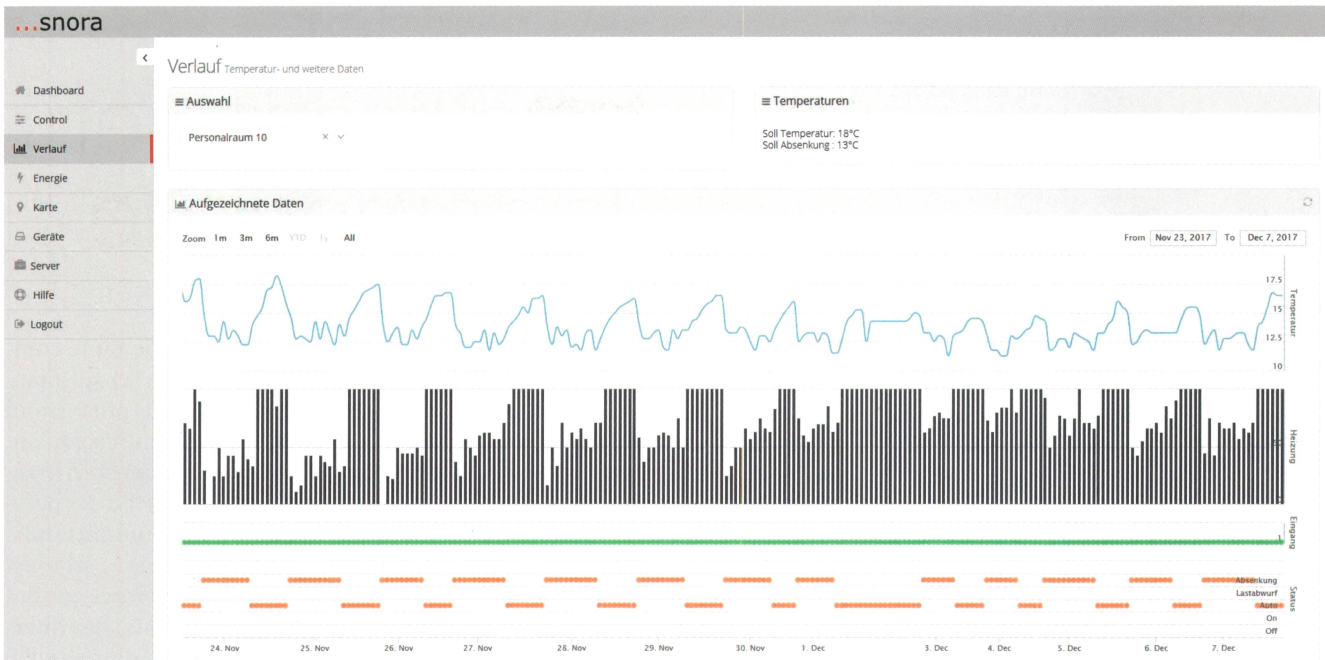 ...snora
Verlauf Temperatur- und weitere Daten
Dashboard
Control
Verlauf
Energie
Karte
Geräte
Server
Hilfe
Logout
Auswahl
Personalraum 10
Temperaturen
Soll Temperatur: 18°C
Soll Absenkung : 13°C
Aufgezeichnete Daten
Zoom 1m 3m 6m YTD 1y All
From Nov 23, 2017 To Dec 7, 2017
17.5
15
12.5
10
Temperatur
Heizung
1
Eingang
Absenkung
Lastabwurf
Auto
On
Off
Status
24. Nov 25. Nov 26. Nov 27. Nov 28. Nov 29. Nov 30. Nov 1. Dec 3. Dec 4. Dec 5. Dec 6. Dec 7. Dec